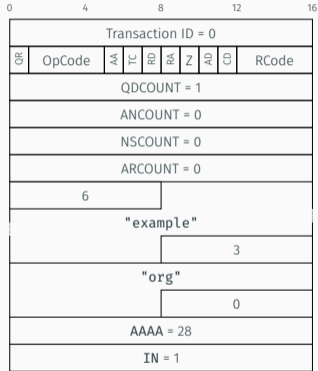 0 4 8 12 16
Transaction ID = 0
QR OpCode AA TC RD RA Z AD CD RCode
QDCOUNT = 1
ANCOUNT = 0
NSCOUNT = 0
ARCOUNT = 0
6
"example"
3
"org"
0
AAAA = 28
IN = 1